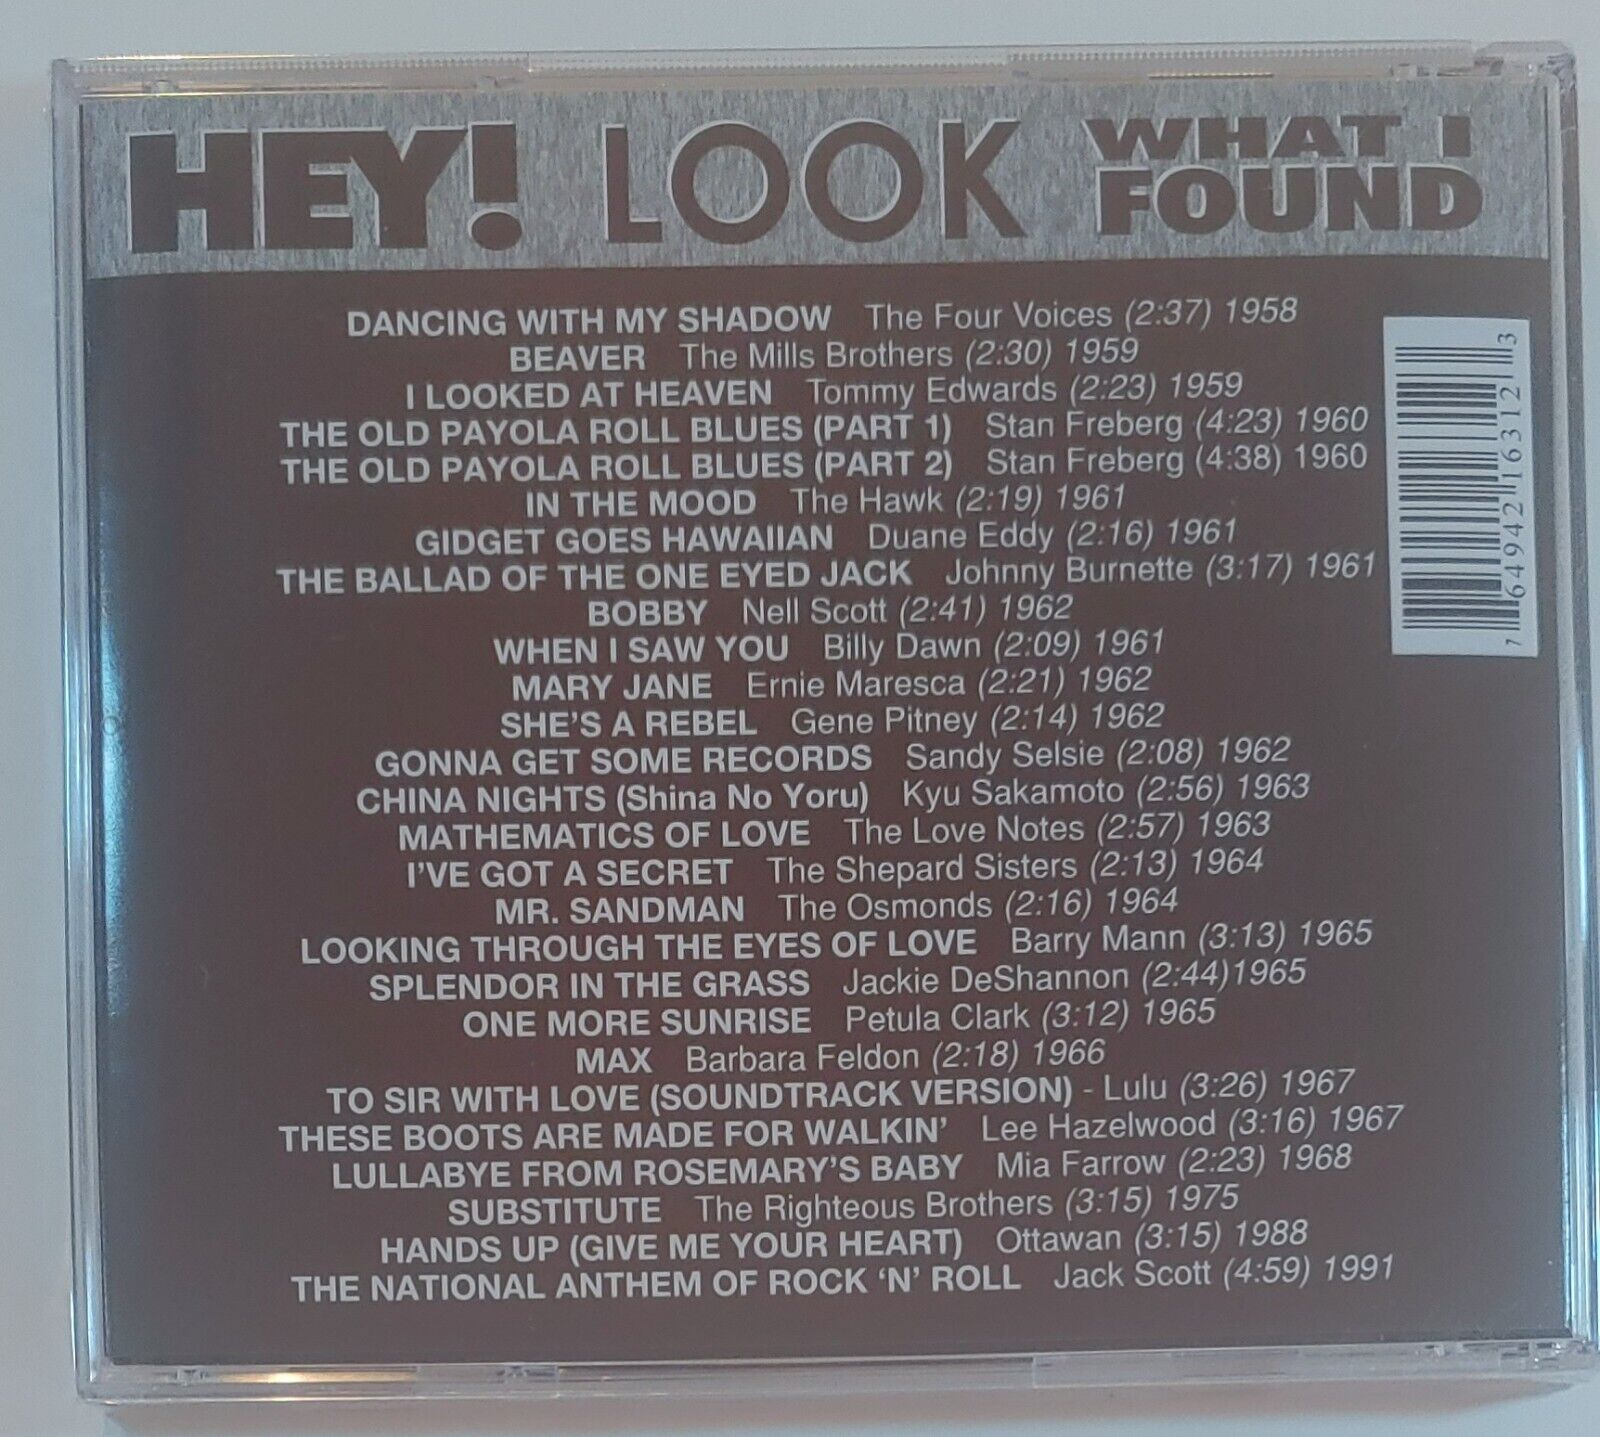 HEY! LOOK WHAT I FOUND
DANCING WITH MY SHADOW The Four Voices (2:37) 1958
BEAVER The Mills Brothers (2:30) 1959
I LOOKED AT HEAVEN Tommy Edwards (2:23) 1959
THE OLD PAYOLA ROLL BLUES (PART 1) Stan Freberg (4:23) 1960
THE OLD PAYOLA ROLL BLUES (PART 2) Stan Freberg (4:38) 1960
IN THE MOOD The Hawk (2:19) 1961
GIDGET GOES HAWAIIAN Duane Eddy (2:16) 1961
THE BALLAD OF THE ONE EYED JACK Johnny Burnette (3:17) 1961
BOBBY Nell Scott (2:41) 1962
WHEN I SAW YOU Billy Dawn (2:09) 1961
MARY JANE Ernie Maresca (2:21) 1962
SHE'S A REBEL Gene Pitney (2:14) 1962
GONNA GET SOME RECORDS Sandy Selsie (2:08) 1962
CHINA NIGHTS (Shina No Yoru) Kyu Sakamoto (2:56) 1963
MATHEMATICS OF LOVE The Love Notes (2:57) 1963
I'VE GOT A SECRET The Shepard Sisters (2:13) 1964
MR. SANDMAN The Osmonds (2:16) 1964
LOOKING THROUGH THE EYES OF LOVE Barry Mann (3:13) 1965
SPLENDOR IN THE GRASS Jackie DeShannon (2:44)1965
ONE MORE SUNRISE Petula Clark (3:12) 1965
MAX Barbara Feldon (2:18) 1966
TO SIR WITH LOVE (SOUNDTRACK VERSION) - Lulu (3:26) 1967
THESE BOOTS ARE MADE FOR WALKIN' Lee Hazelwood (3:16) 1967
LULLABYE FROM ROSEMARY'S BABY Mia Farrow (2:23) 1968
SUBSTITUTE The Righteous Brothers (3:15) 1975
HANDS UP (GIVE ME YOUR HEART) Ottawan (3:15) 1988
THE NATIONAL ANTHEM OF ROCK 'N' ROLL Jack Scott (4:59) 1991
7 64942 16312 3